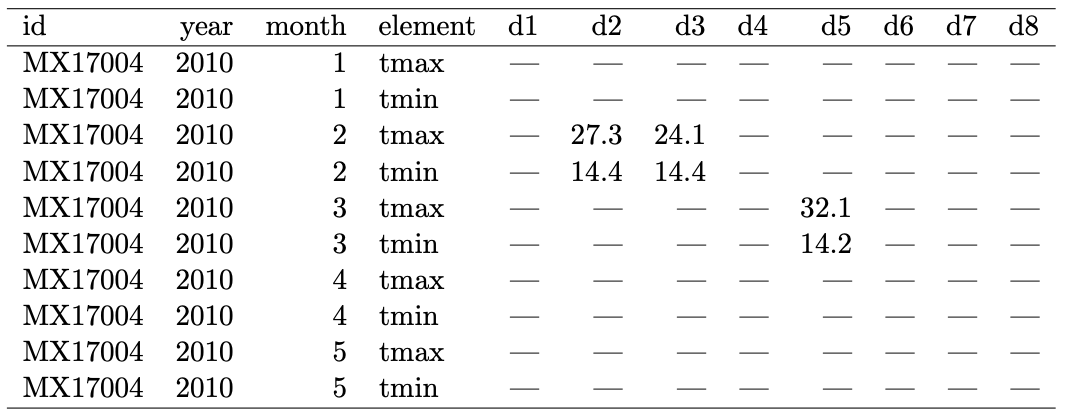 id year month element d1 d2 d3 d4 d5 d6 d7 d8
MX17004 2010 1 tmax — — — — — — — —
MX17004 2010 1 tmin — — — — — — — —
MX17004 2010 2 tmax — 27.3 24.1 — — — — —
MX17004 2010 2 tmin — 14.4 14.4 — — — — —
MX17004 2010 3 tmax — — — — 32.1 — — —
MX17004 2010 3 tmin — — — — 14.2 — — —
MX17004 2010 4 tmax — — — — — — — —
MX17004 2010 4 tmin — — — — — — — —
MX17004 2010 5 tmax — — — — — — — —
MX17004 2010 5 tmin — — — — — — — —